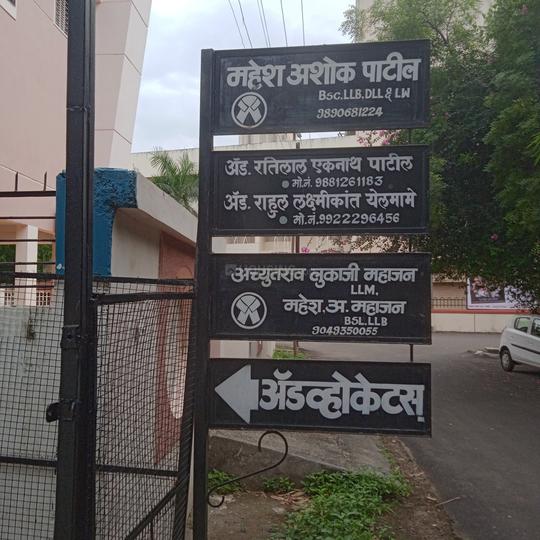 महेश अशोक पाटील
BSC.LLB.DLL & LW
9890681224
ॲड. रतिलाल एकनाथ पाटील
मो.नं. 9881261183
ॲड. राहुल लक्ष्मीकांत येलमामे
मो.नं.9922296456
अच्युतराव लुकाजी महाजन
LLM,
महेश.अ.महाजन
BSL.LLB
9049350055
ॲडव्होकेटस्